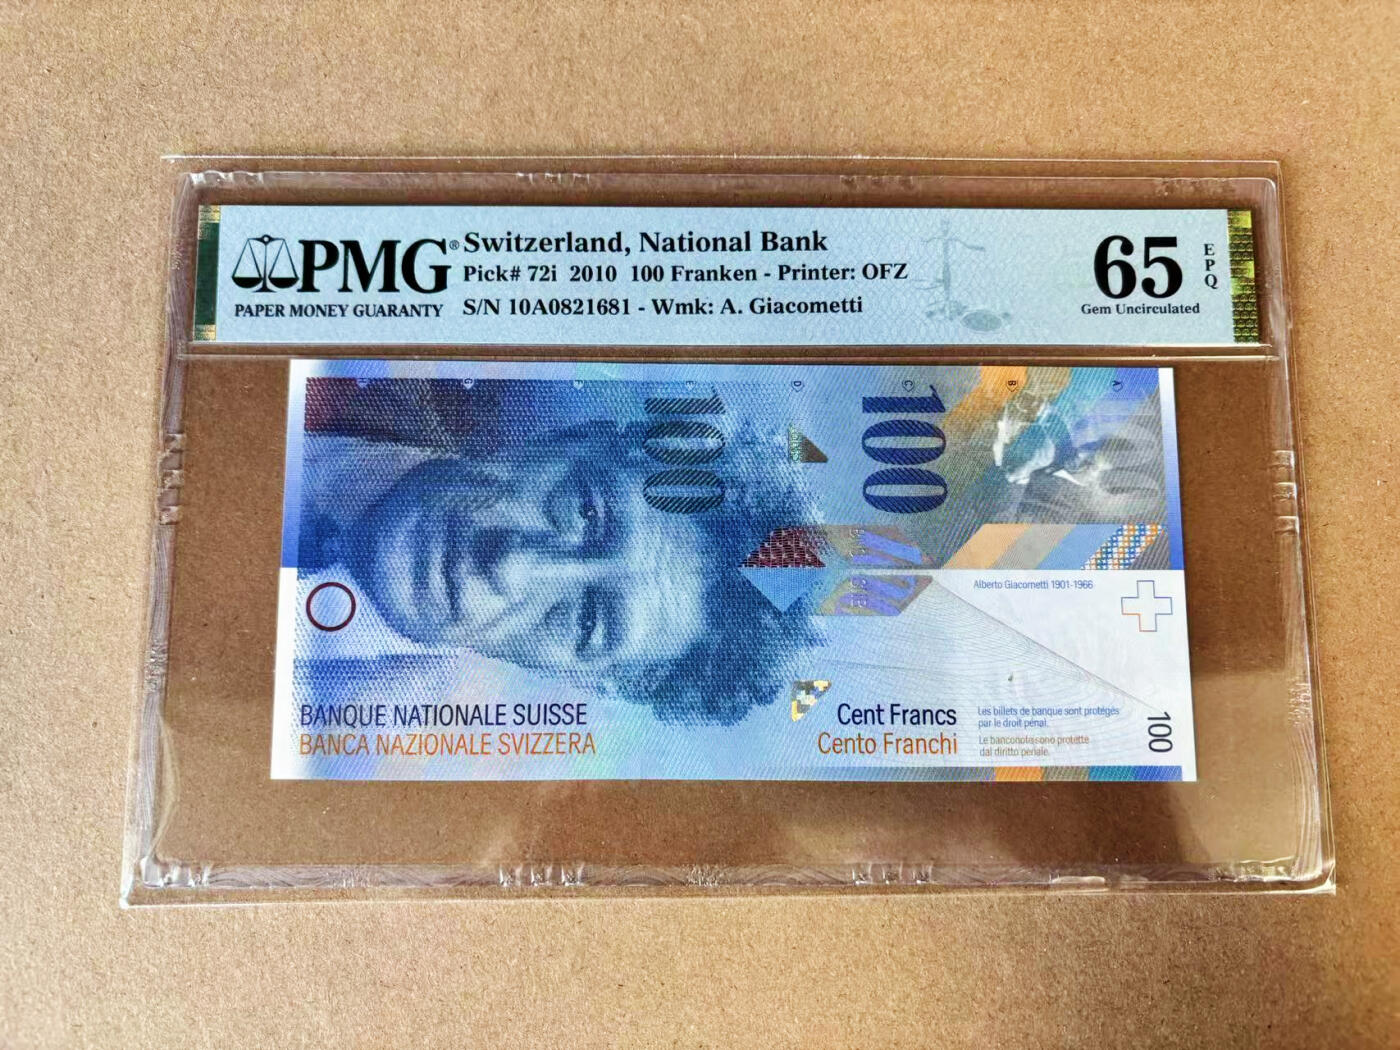 PMG®
PAPER MONEY GUARANTY
Switzerland, National Bank
Pick# 72i 2010 100 Franken - Printer: OFZ
S/N 10A0821681 - Wmk: A. Giacometti
65
EPQ
Gem Uncirculated
H G F E D C B A
100
100
Alberto Giacometti 1901-1966
BANQUE NATIONALE SUISSE
BANCA NAZIONALE SVIZZERA
Cent Francs
Cento Franchi
Les billets de banque sont protégés
par le droit pénal.
Le banconote sono protette
dal diritto penale.
100